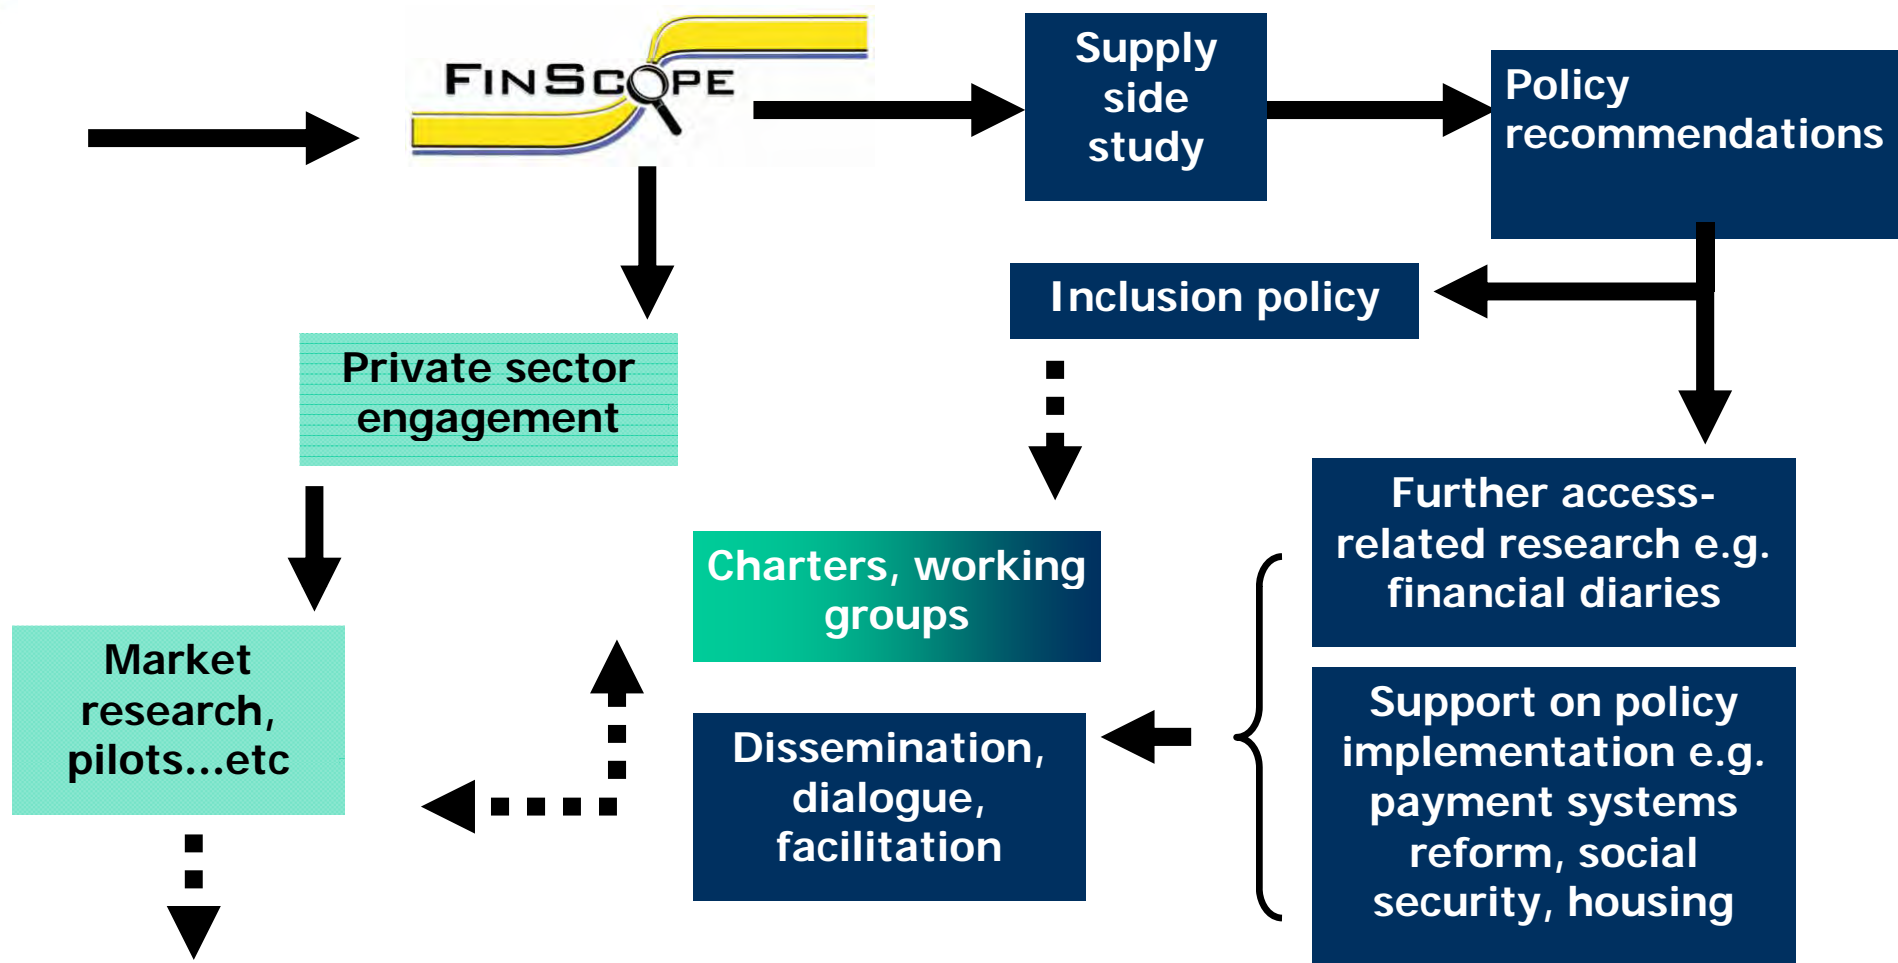 FINSCOPE
Supply
side
study
Policy
recommendations
Inclusion policy
Private sector
engagement
Further access-
related research e.g.
financial diaries
Charters, working
groups
Market
research,
pilots...etc
Dissemination,
dialogue,
facilitation
Support on policy
implementation e.g.
payment systems
reform, social
security, housing